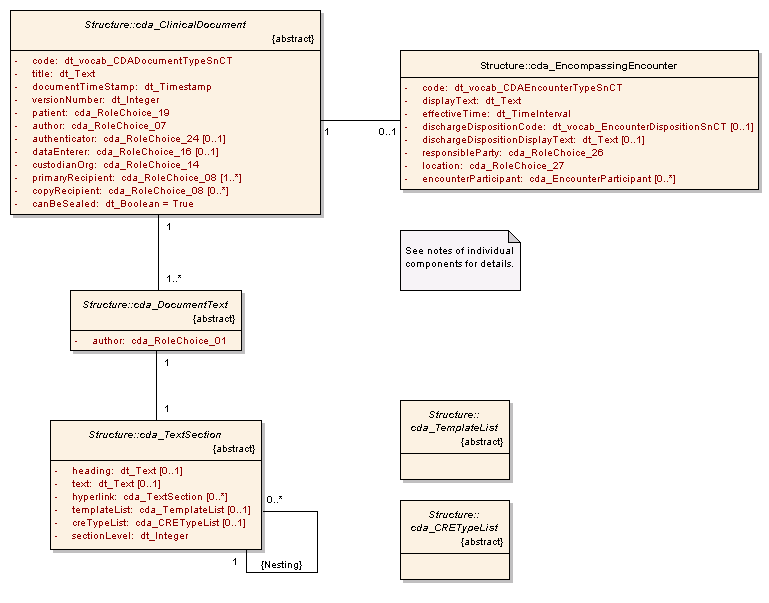 Structure::cda_ClinicalDocument
{abstract}
- code: dt_vocab_CDADocumentTypeSnCT
- title: dt_Text
- documentTimeStamp: dt_Timestamp
- versionNumber: dt_Integer
- patient: cda_RoleChoice_19
- author: cda_RoleChoice_07
- authenticator: cda_RoleChoice_24 [0..1]
- dataEnterer: cda_RoleChoice_16 [0..1]
- custodianOrg: cda_RoleChoice_14
- primaryRecipient: cda_RoleChoice_08 [1..*]
- copyRecipient: cda_RoleChoice_08 [0..*]
- canBeSealed: dt_Boolean = True
1
0..1
Structure::cda_EncompassingEncounter
- code: dt_vocab_CDAEncounterTypeSnCT
- displayText: dt_Text
- effectiveTime: dt_TimeInterval
- dischargeDispositionCode: dt_vocab_EncounterDispositionSnCT [0..1]
- dischargeDispositionDisplayText: dt_Text [0..1]
- responsibleParty: cda_RoleChoice_26
- location: cda_RoleChoice_27
- encounterParticipant: cda_EncounterParticipant [0..*]
1
1..*
See notes of individual
components for details.
Structure::cda_DocumentText
{abstract}
- author: cda_RoleChoice_01
1
1
Structure::cda_TextSection
{abstract}
- heading: dt_Text [0..1]
- text: dt_Text [0..1]
- hyperlink: cda_TextSection [0..*]
- templateList: cda_TemplateList [0..1]
- creTypeList: cda_CRETypeList [0..1]
- sectionLevel: dt_Integer
0..*
1
{Nesting}
Structure::
cda_TemplateList
{abstract}
Structure::
cda_CRETypeList
{abstract}